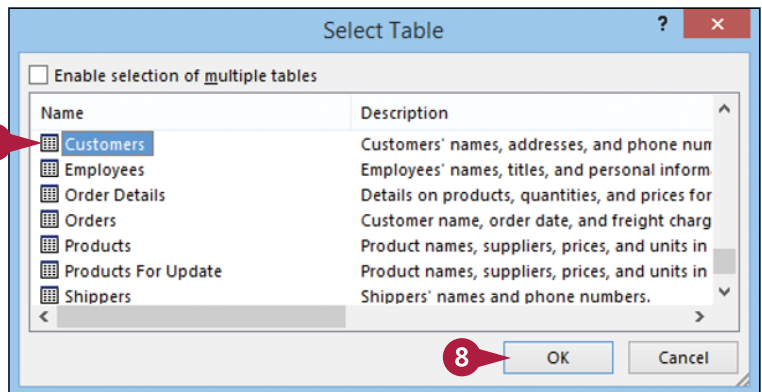 Select Table ? ×
Enable selection of multiple tables
Name Description
Customers Customers' names, addresses, and phone num
Employees Employees' names, titles, and personal inform
Order Details Details on products, quantities, and prices for
Orders Customer name, order date, and freight charg
Products Product names, suppliers, prices, and units in
Products For Update Product names, suppliers, prices, and units in
Shippers Shippers' names and phone numbers.
8 OK Cancel